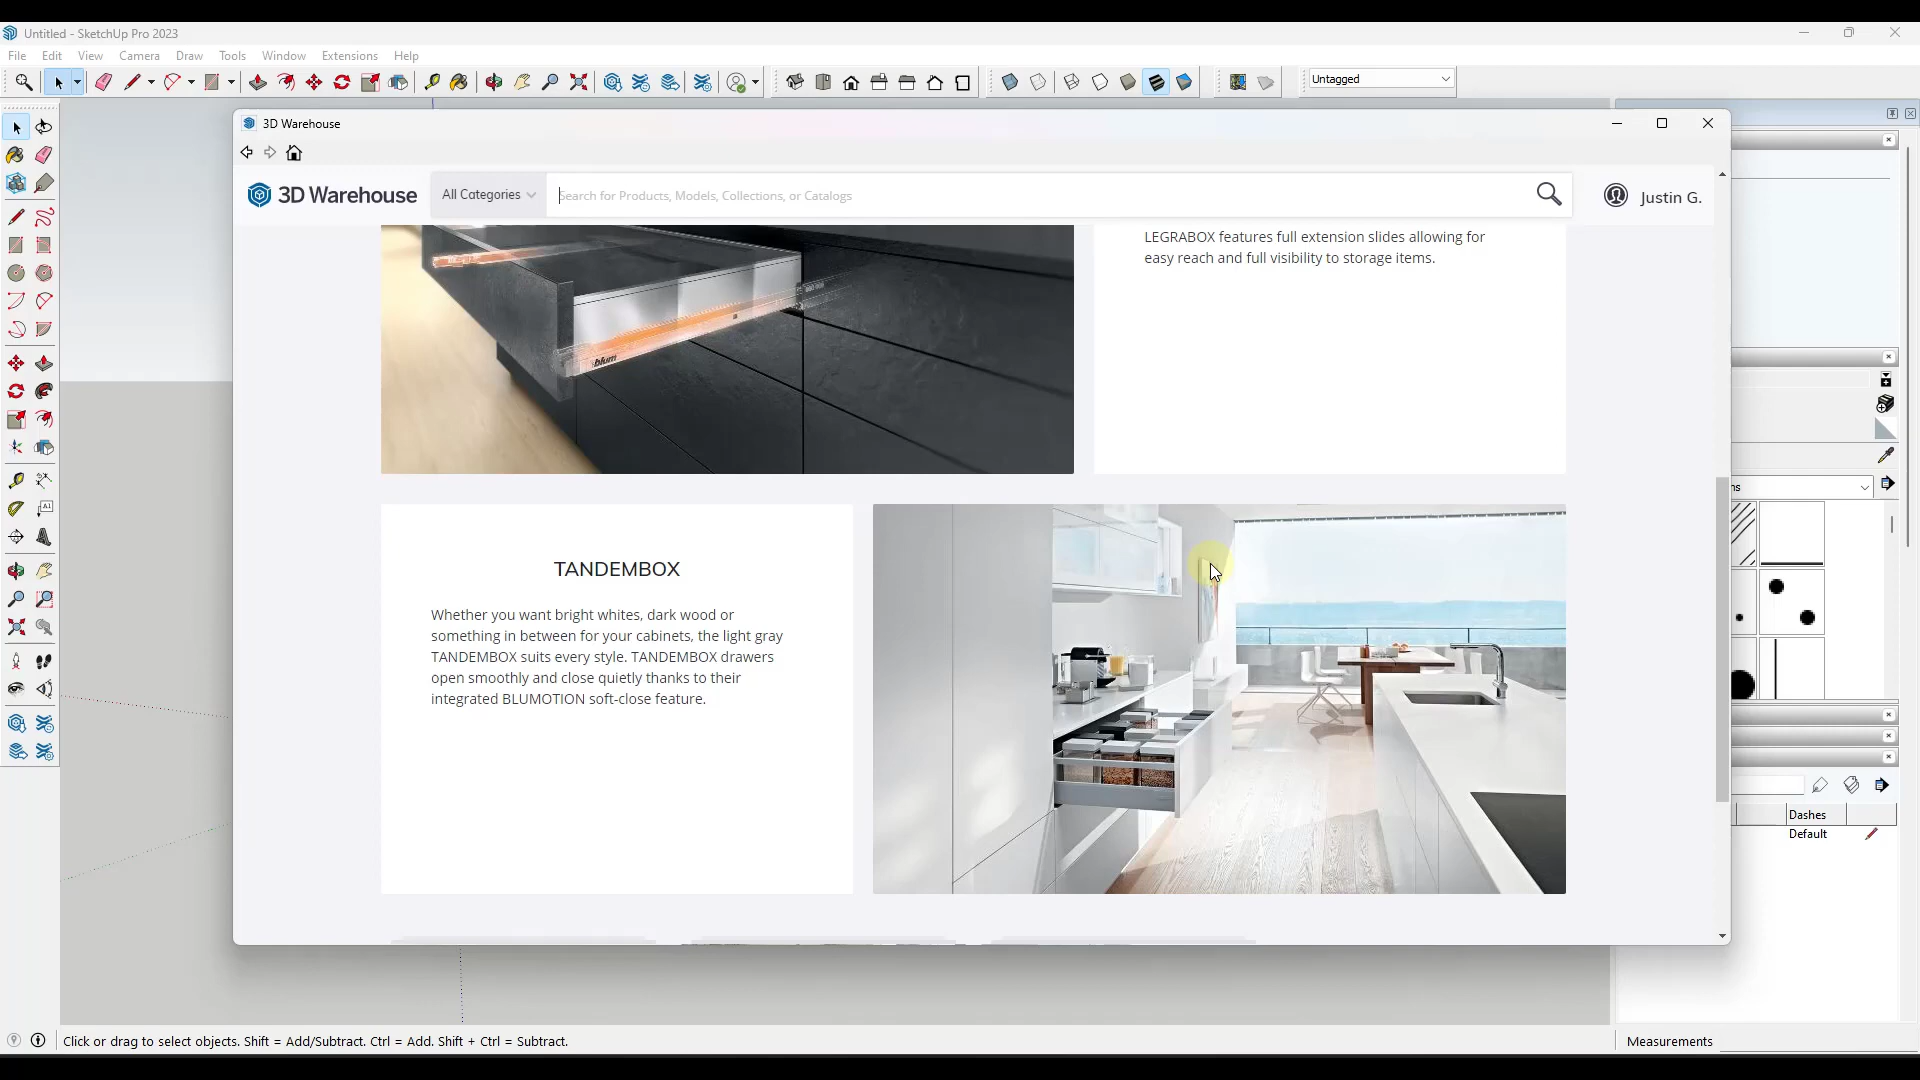 Untitled - SketchUp Pro 2023
File Edit View Camera Draw Tools Window Extensions Help
Untagged
3D Warehouse
3D Warehouse
All Categories
Search for Products, Models, Collections, or Catalogs
Justin G.
LEGRABOX features full extension slides allowing for
easy reach and full visibility to storage items.
blum
TANDEMBOX
Whether you want bright whites, dark wood or
something in between for your cabinets, the light gray
TANDEMBOX suits every style. TANDEMBOX drawers
open smoothly and close quietly thanks to their
integrated BLUMOTION soft-close feature.
Dashes
Default
Click or drag to select objects. Shift = Add/Subtract. Ctrl = Add. Shift + Ctrl = Subtract.
Measurements